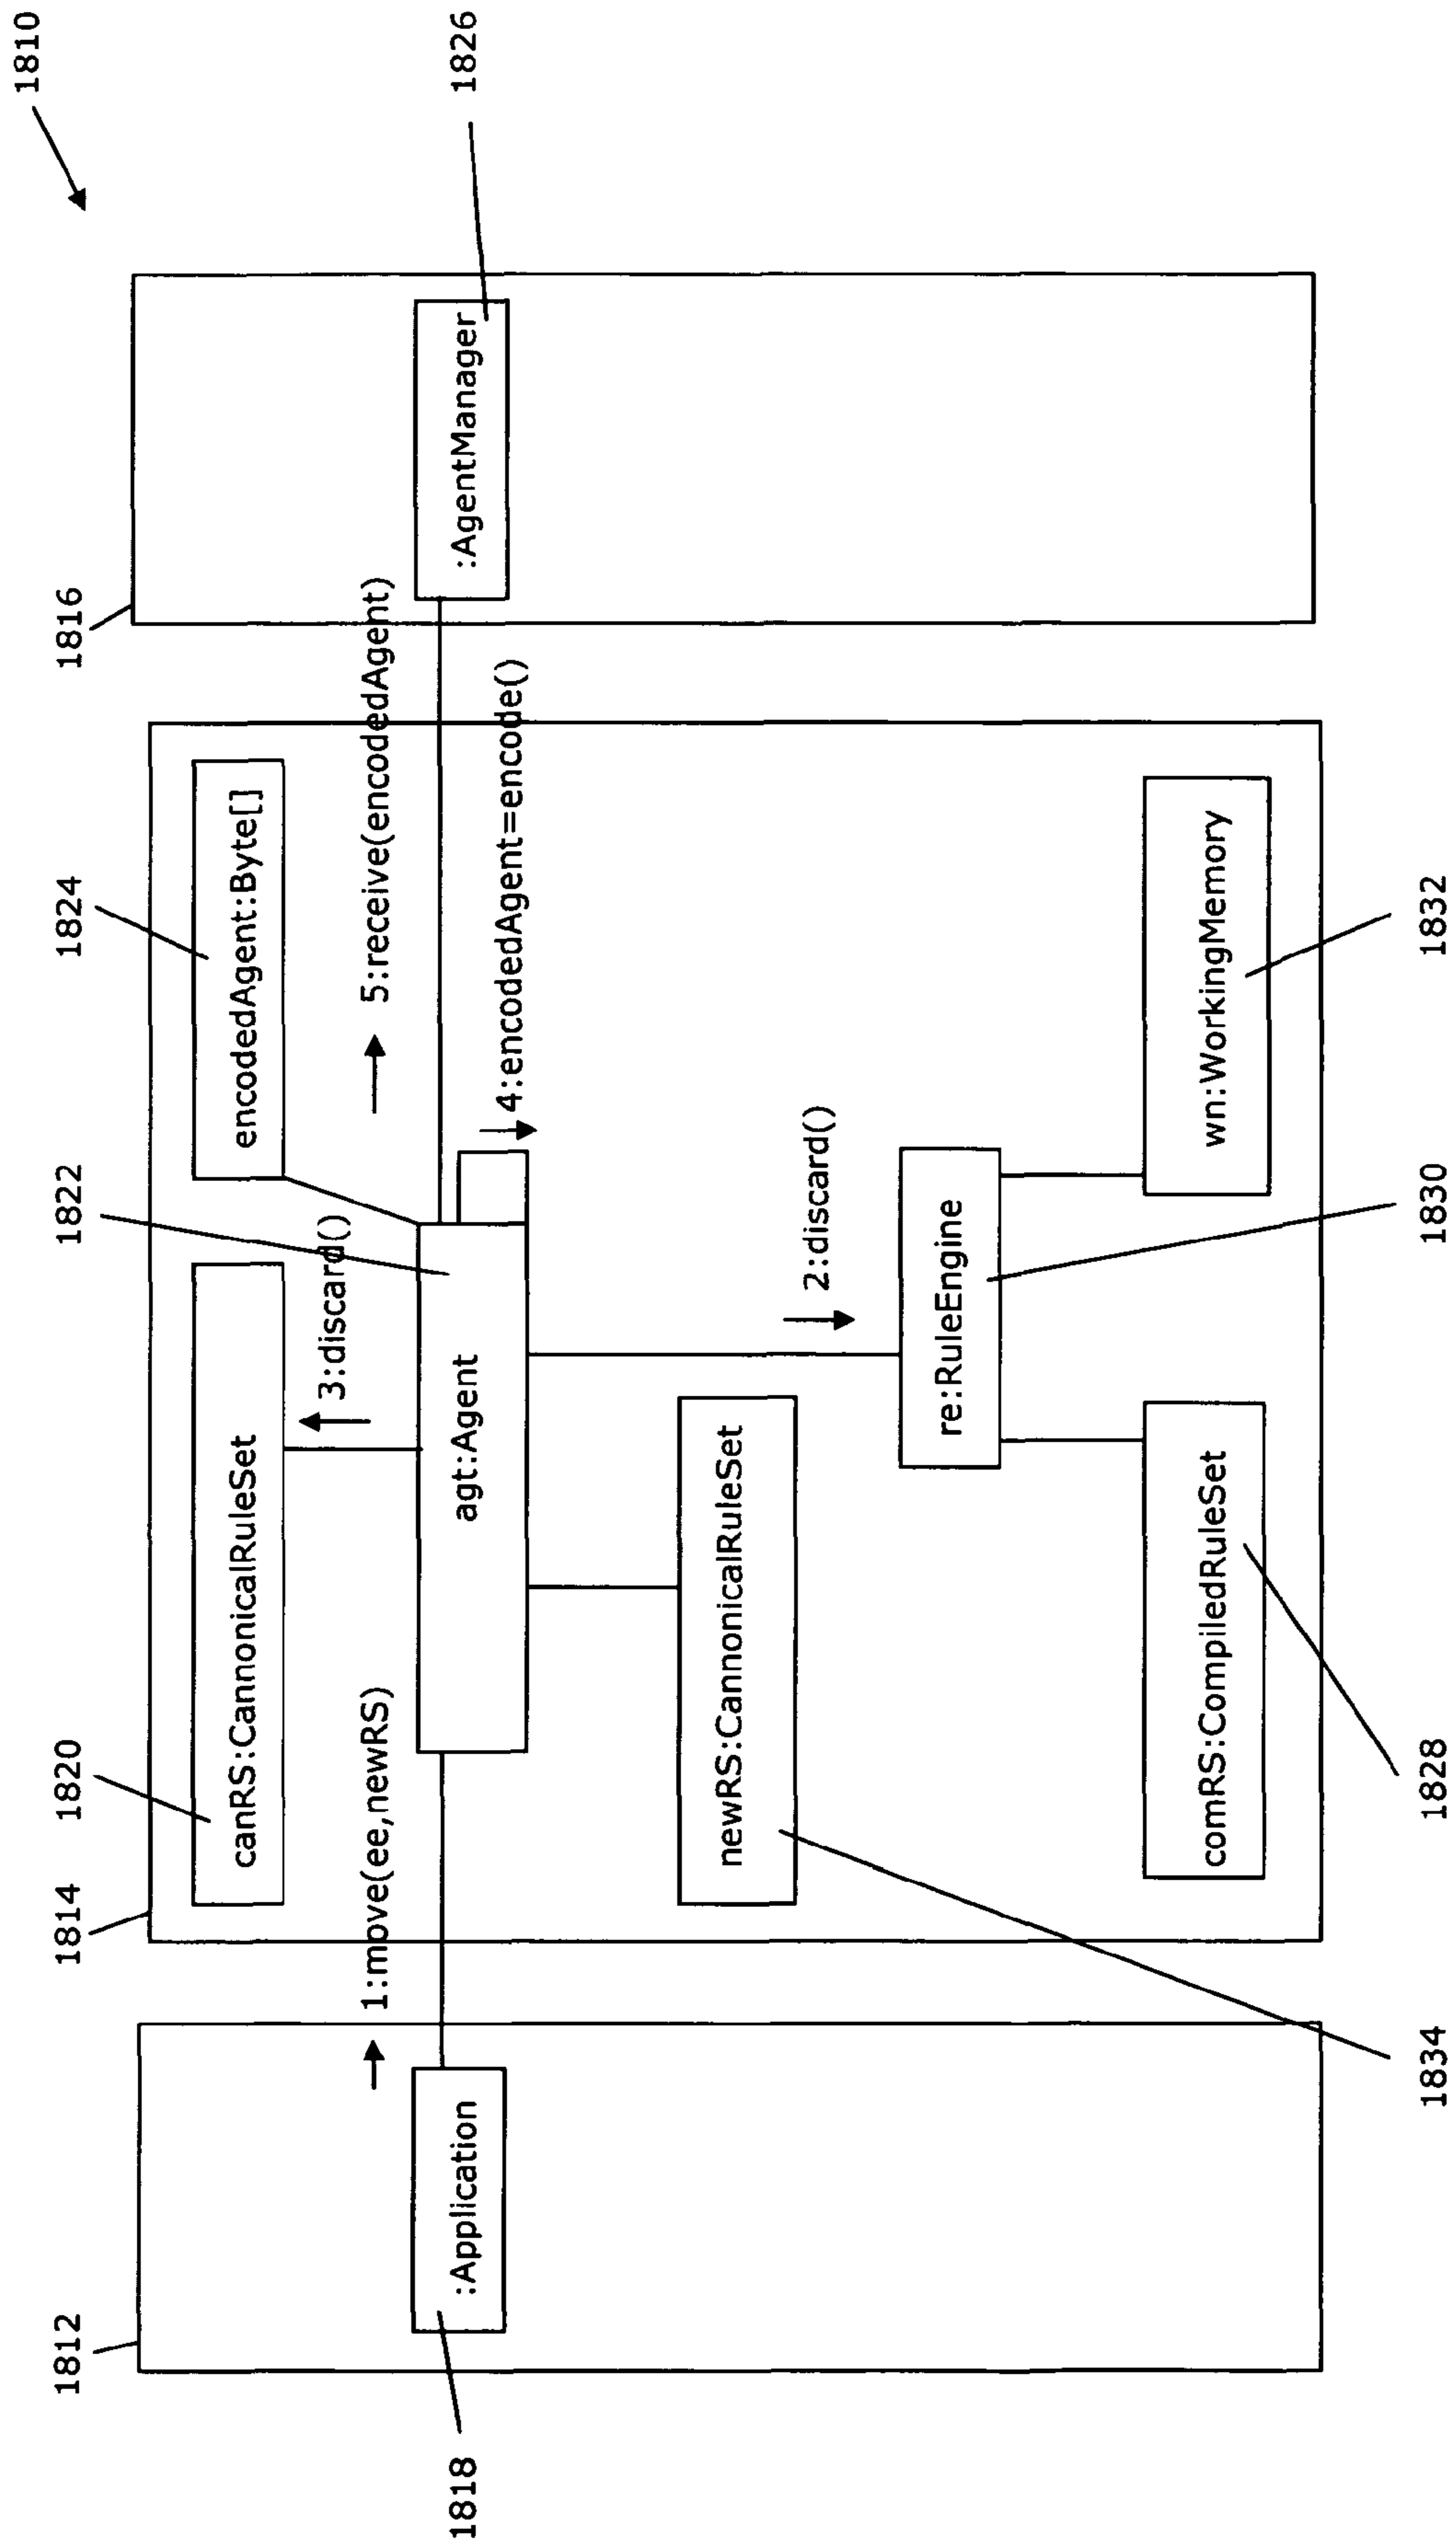 1810
1812
1814
1820
1822
1824
1816
1826
canRS:CannonicalRuleSet
encodedAgent:Byte[]
3:discard()
1:move(ee,newRS)
5:receive(encodedAgent)
:Application
agt:Agent
:AgentManager
4:encodedAgent=encode()
1818
newRS:CannonicalRuleSet
2:discard()
re:RuleEngine
comRS:CompiledRuleSet
wn:WorkingMemory
1834
1828
1830
1832